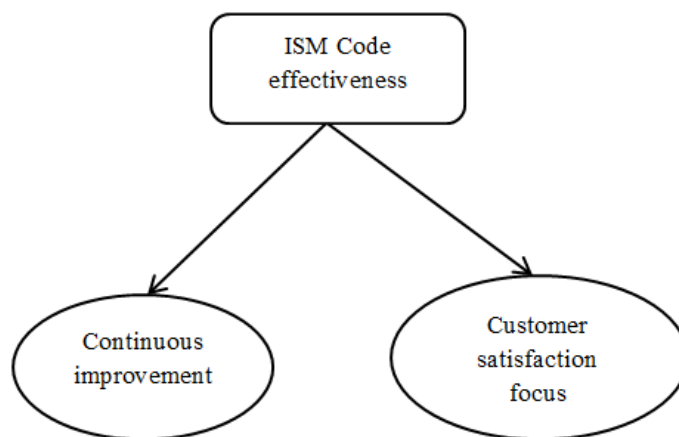 ISM Code
effectiveness
Continuous
improvement
Customer
satisfaction
focus